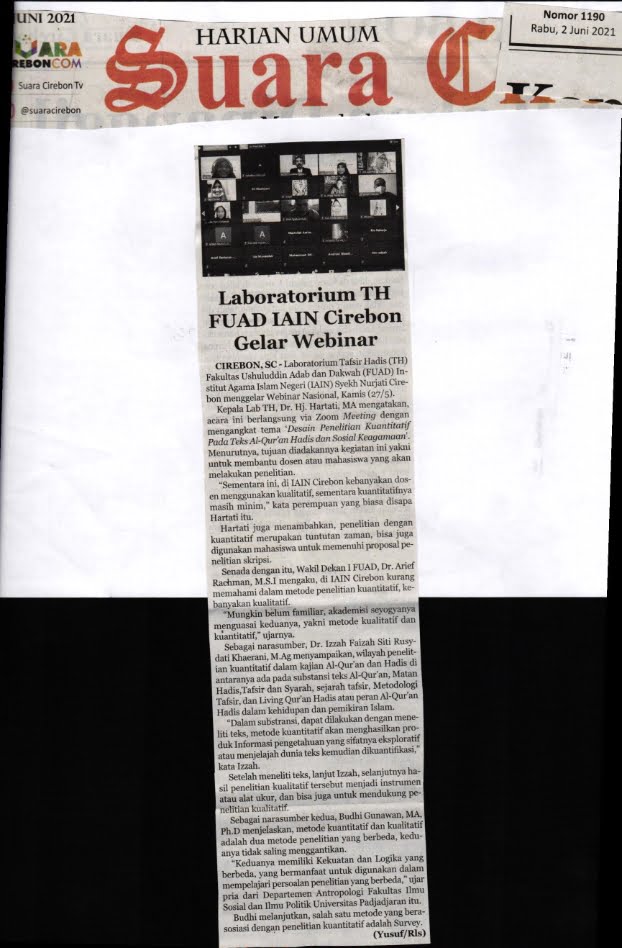 JUNI 2021
HARIAN UMUM
Suara C
Nomor 1190
Rabu, 2 Juni 2021
Suara Cirebon Tv
@suaracirebon
Laboratorium TH
FUAD IAIN Cirebon
Gelar Webinar
CIREBON, SC - Laboratorium Tafsir Hadis (TH)
Fakultas Ushuluddin Adab dan Dakwah (FUAD) In-
stitut Agama Islam Negeri (IAIN) Syekh Nurjati Cire-
bon menggelar Webinar Nasional, Kamis (27/5).
Kepala Lab TH, Dr. Hj. Hartati, MA mengatakan,
acara ini berlangsung via Zoom Meeting dengan
mengangkat tema 'Desain Penelitian Kuantitatif
Pada Teks Al-Qur'an Hadis dan Sosial Keagamaan'.
Menurutnya, tujuan diadakannya kegiatan ini yakni
untuk membantu dosen atau mahasiswa yang akan
melakukan penelitian.
"Sementara ini, di IAIN Cirebon kebanyakan dos-
en menggunakan kualitatif, sementara kuantitatifnya
masih minim," kata perempuan yang biasa disapa
Hartati itu.
Hartati juga menambahkan, penelitian dengan
kuantitatif merupakan tuntutan zaman, bisa juga
digunakan mahasiswa untuk memenuhi proposal pe-
nelitian skripsi.
Senada dengan itu, Wakil Dekan I FUAD, Dr. Arief
Rachman, M.S.I mengaku, di IAIN Cirebon kurang
memahami dalam metode penelitian kuantitatif, ke-
banyakan kualitatif.
"Mungkin belum familiar, akademisi seyogyanya
menguasai keduanya, yakni metode kualitatif dan
kuantitatif," ujarnya.
Sebagai narasumber, Dr. Izzah Faizah Siti Rusy-
dati Khaerani, M.Ag menyampaikan, wilayah penelit-
ian kuantitatif dalam kajian Al-Qur'an dan Hadis di
antaranya ada pada substansi teks Al-Qur'an, Matan
Hadis,Tafsir dan Syarah, sejarah tafsir, Metodologi
Tafsir, dan Living Qur'an Hadis atau peran Al-Qur'an
Hadis dalam kehidupan dan pemikiran Islam.
"Dalam substransi, dapat dilakukan dengan mene-
liti teks, metode kuantitatif akan menghasilkan pro-
duk Informasi pengetahuan yang sifatnya eksploratif
atau menjelajah dunia teks kemudian dikuantifikasi,"
kata Izzah.
Setelah meneliti teks, lanjut Izzah, selanjutnya ha-
sil penelitian kualitatif tersebut menjadi instrumen
atau alat ukur, dan bisa juga untuk mendukung pe-
nelitian kualitatif.
Sebagai narasumber kedua, Budhi Gunawan, MA,
Ph.D menjelaskan, metode kuantitatif dan kualitatif
adalah dua metode penelitian yang berbeda, kedu-
anya tidak saling menggantikan.
"Keduanya memiliki Kekuatan dan Logika yang
berbeda, yang bermanfaat untuk digunakan dalam
mempelajari persoalan penelitian yang berbeda," ujar
pria dari Departemen Antropologi Fakultas Ilmu
Sosial dan Ilmu Politik Universitas Padjadjaran itu.
Budhi melanjutkan, salah satu metode yang bera-
sosiasi dengan penelitian kuantitatif adalah Survey.
(Yusuf/Rls)